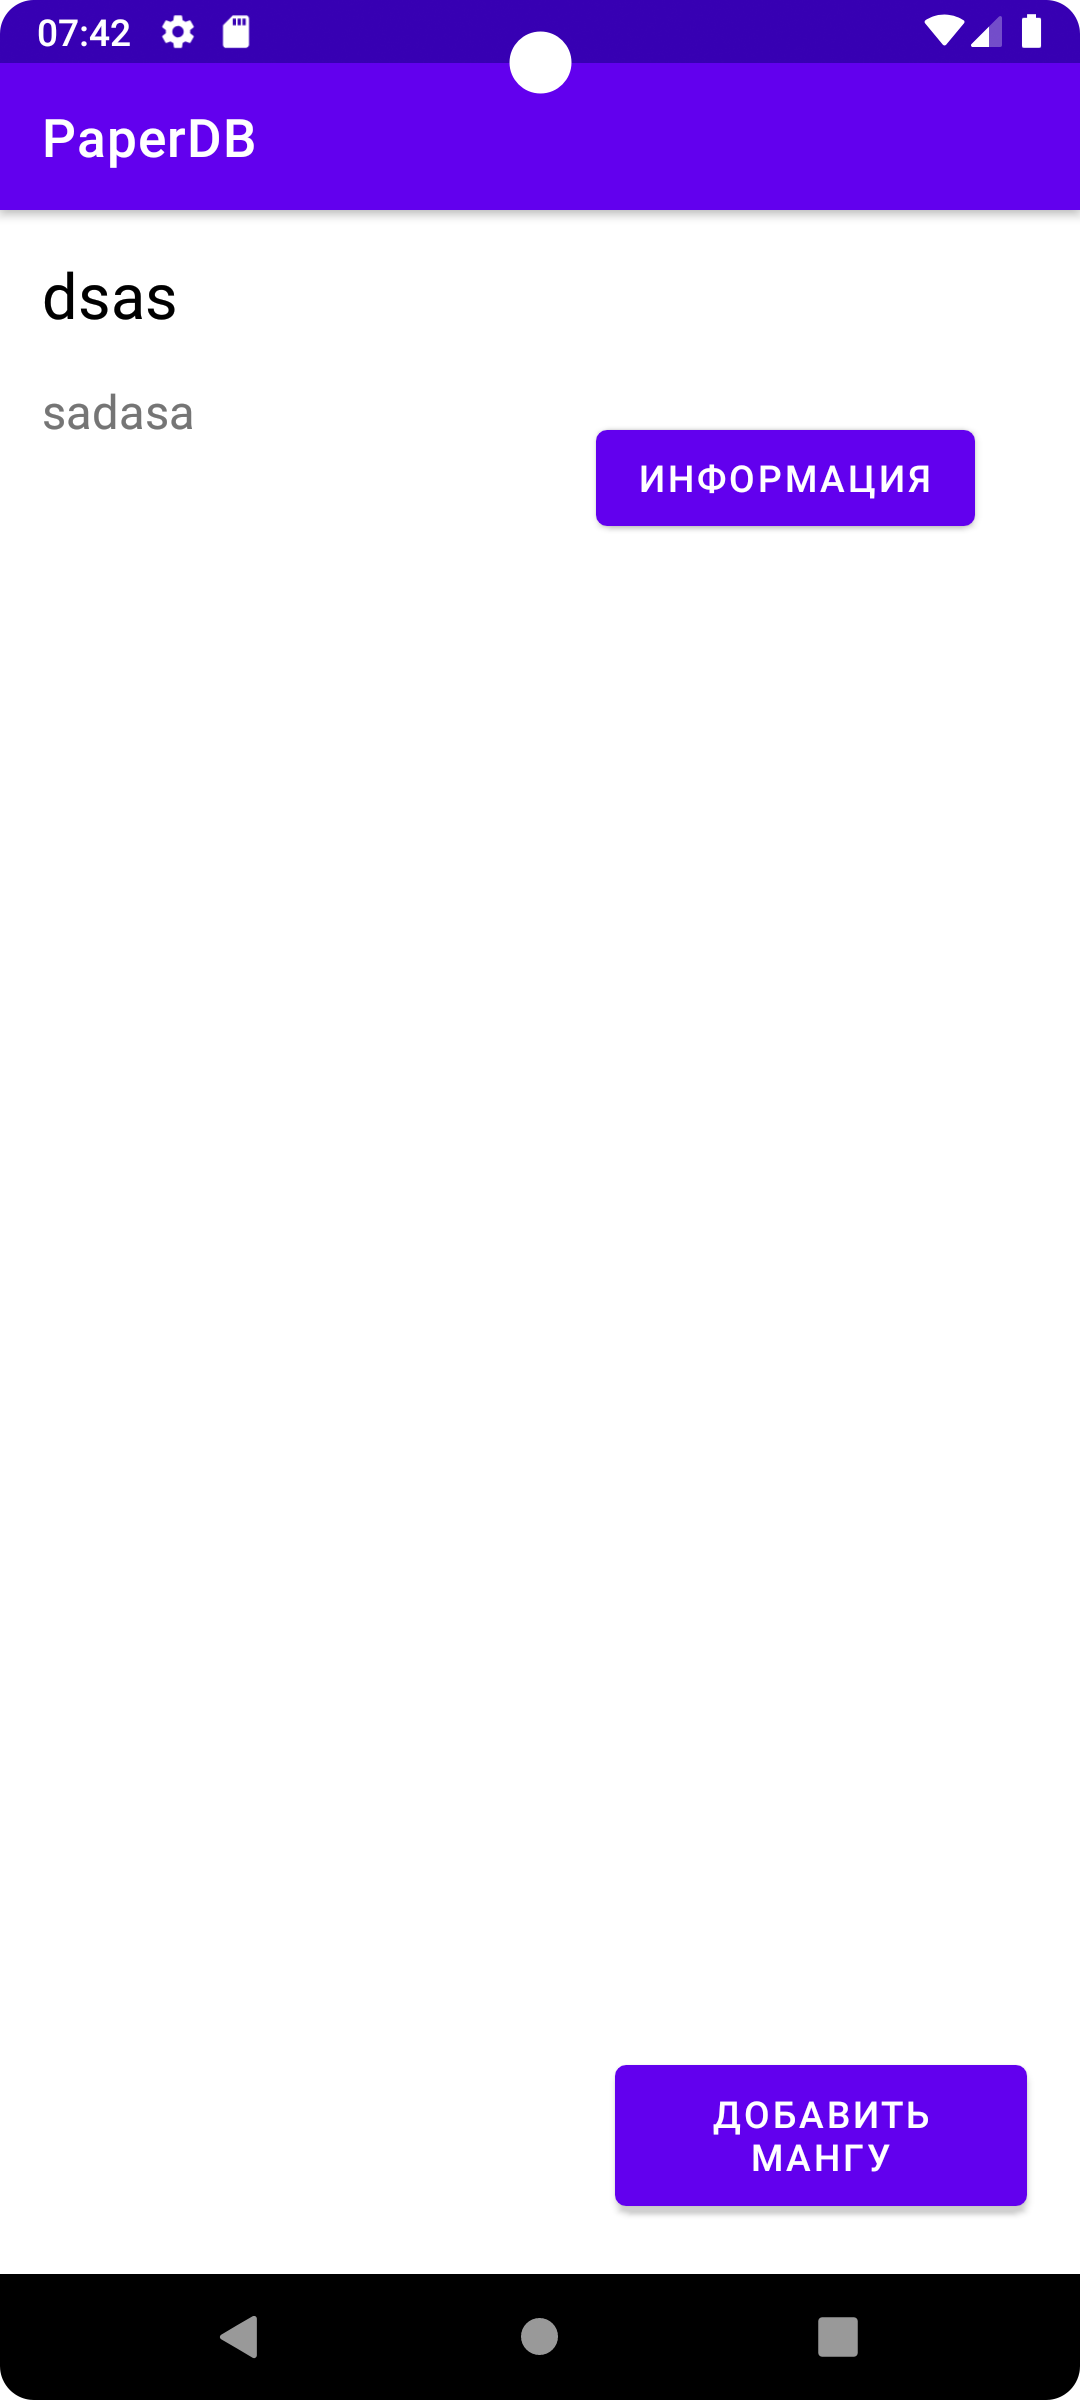 07:42
PaperDB
dsas
sadasa
ИНФОРМАЦИЯ
ДОБАВИТЬ
МАНГУ